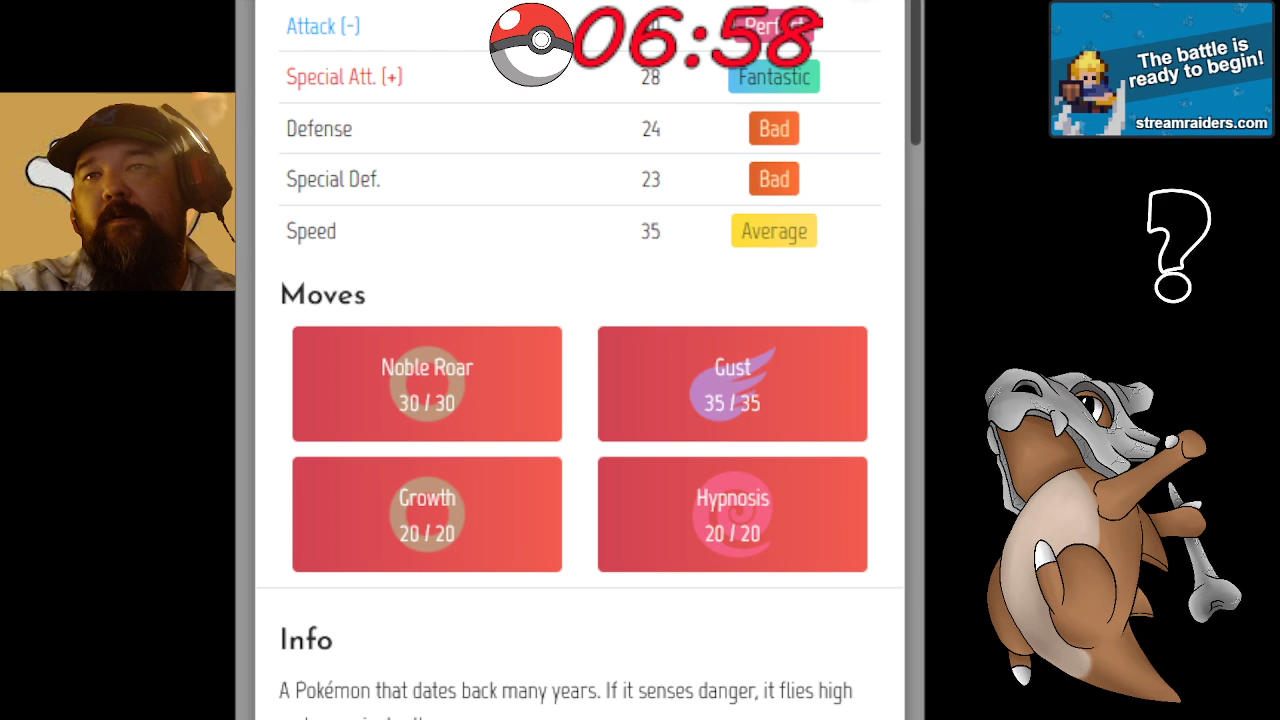 Attack (-)
06:58
Perfect
The battle is
ready to begin!
streamraiders.com
Special Att. (+) 28 Fantastic
Defense 24 Bad
Special Def. 23 Bad
Speed 35 Average
Moves
Noble Roar
30 / 30
Gust
35 / 35
Growth
20 / 20
Hypnosis
20 / 20
Info
A Pokémon that dates back many years. If it senses danger, it flies high
?